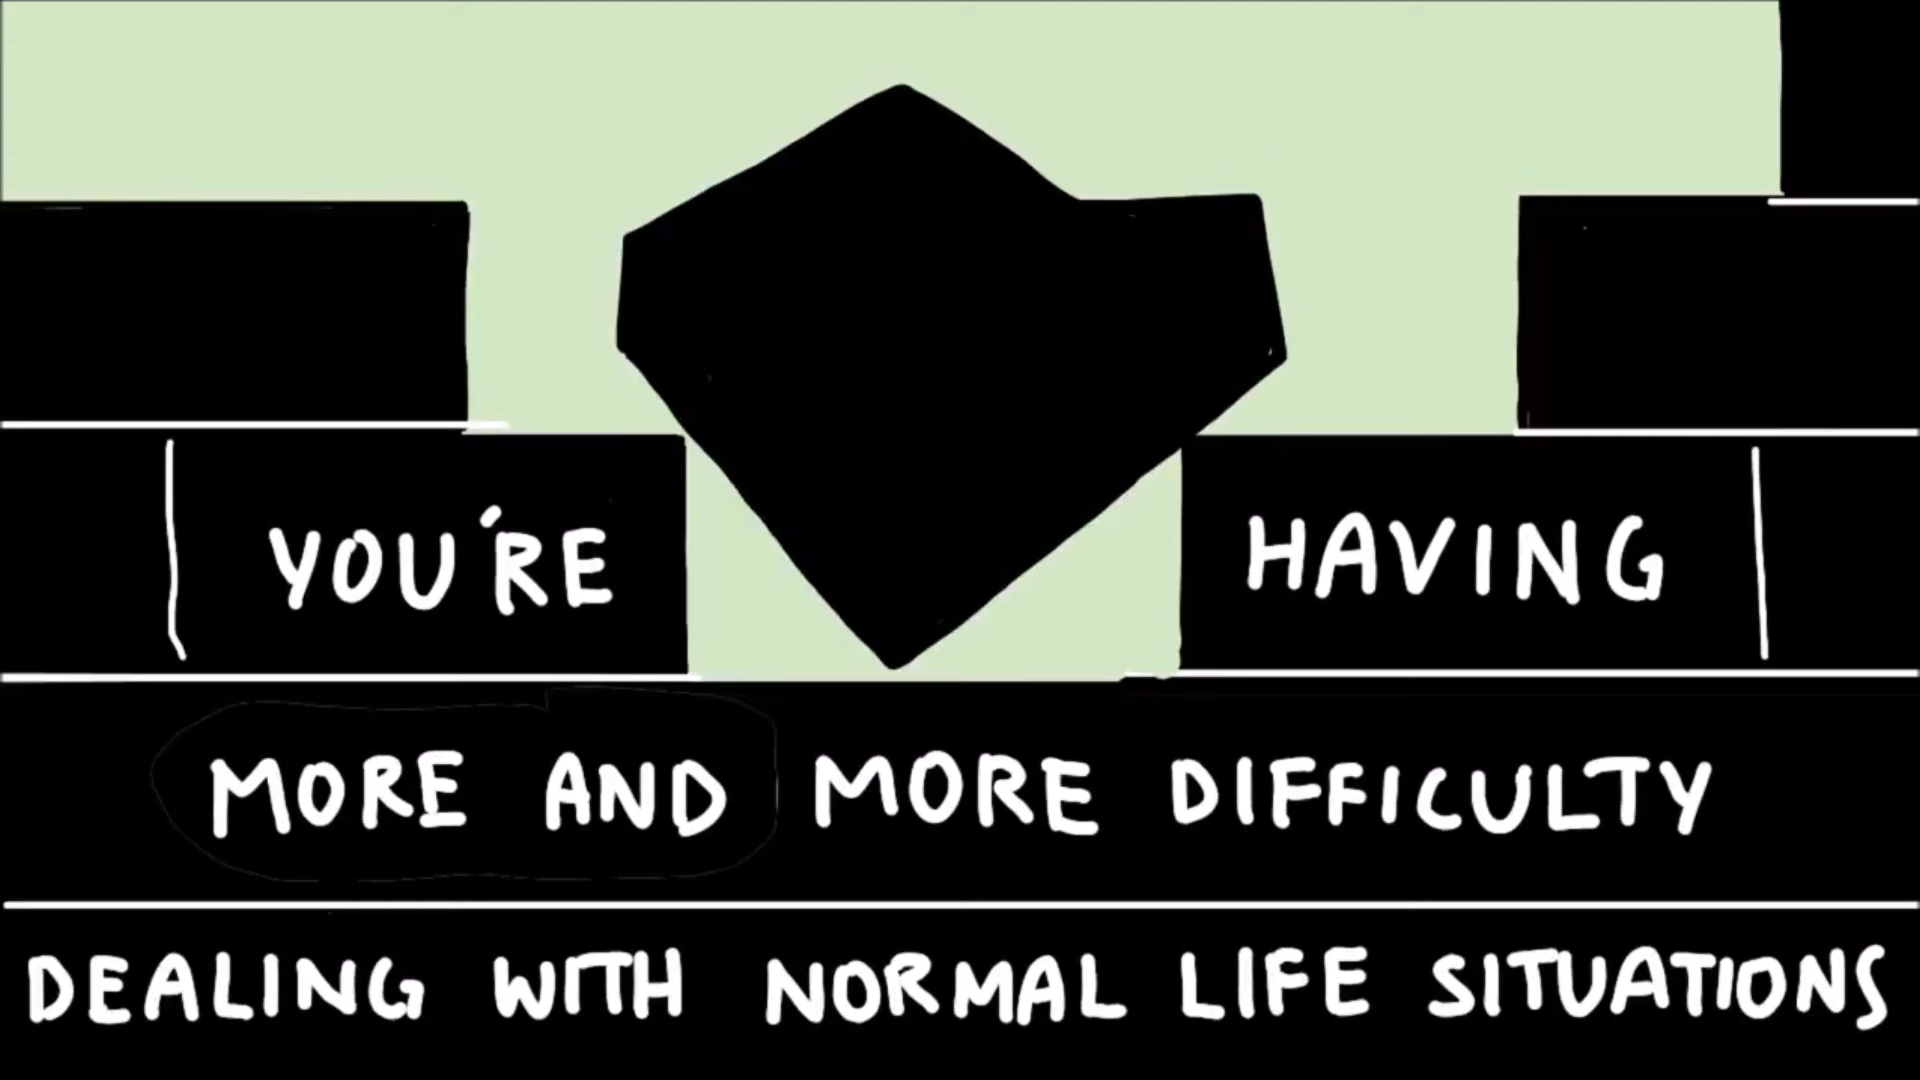 YOU'RE HAVING
MORE AND MORE DIFFICULTY
DEALING WITH NORMAL LIFE SITUATIONS